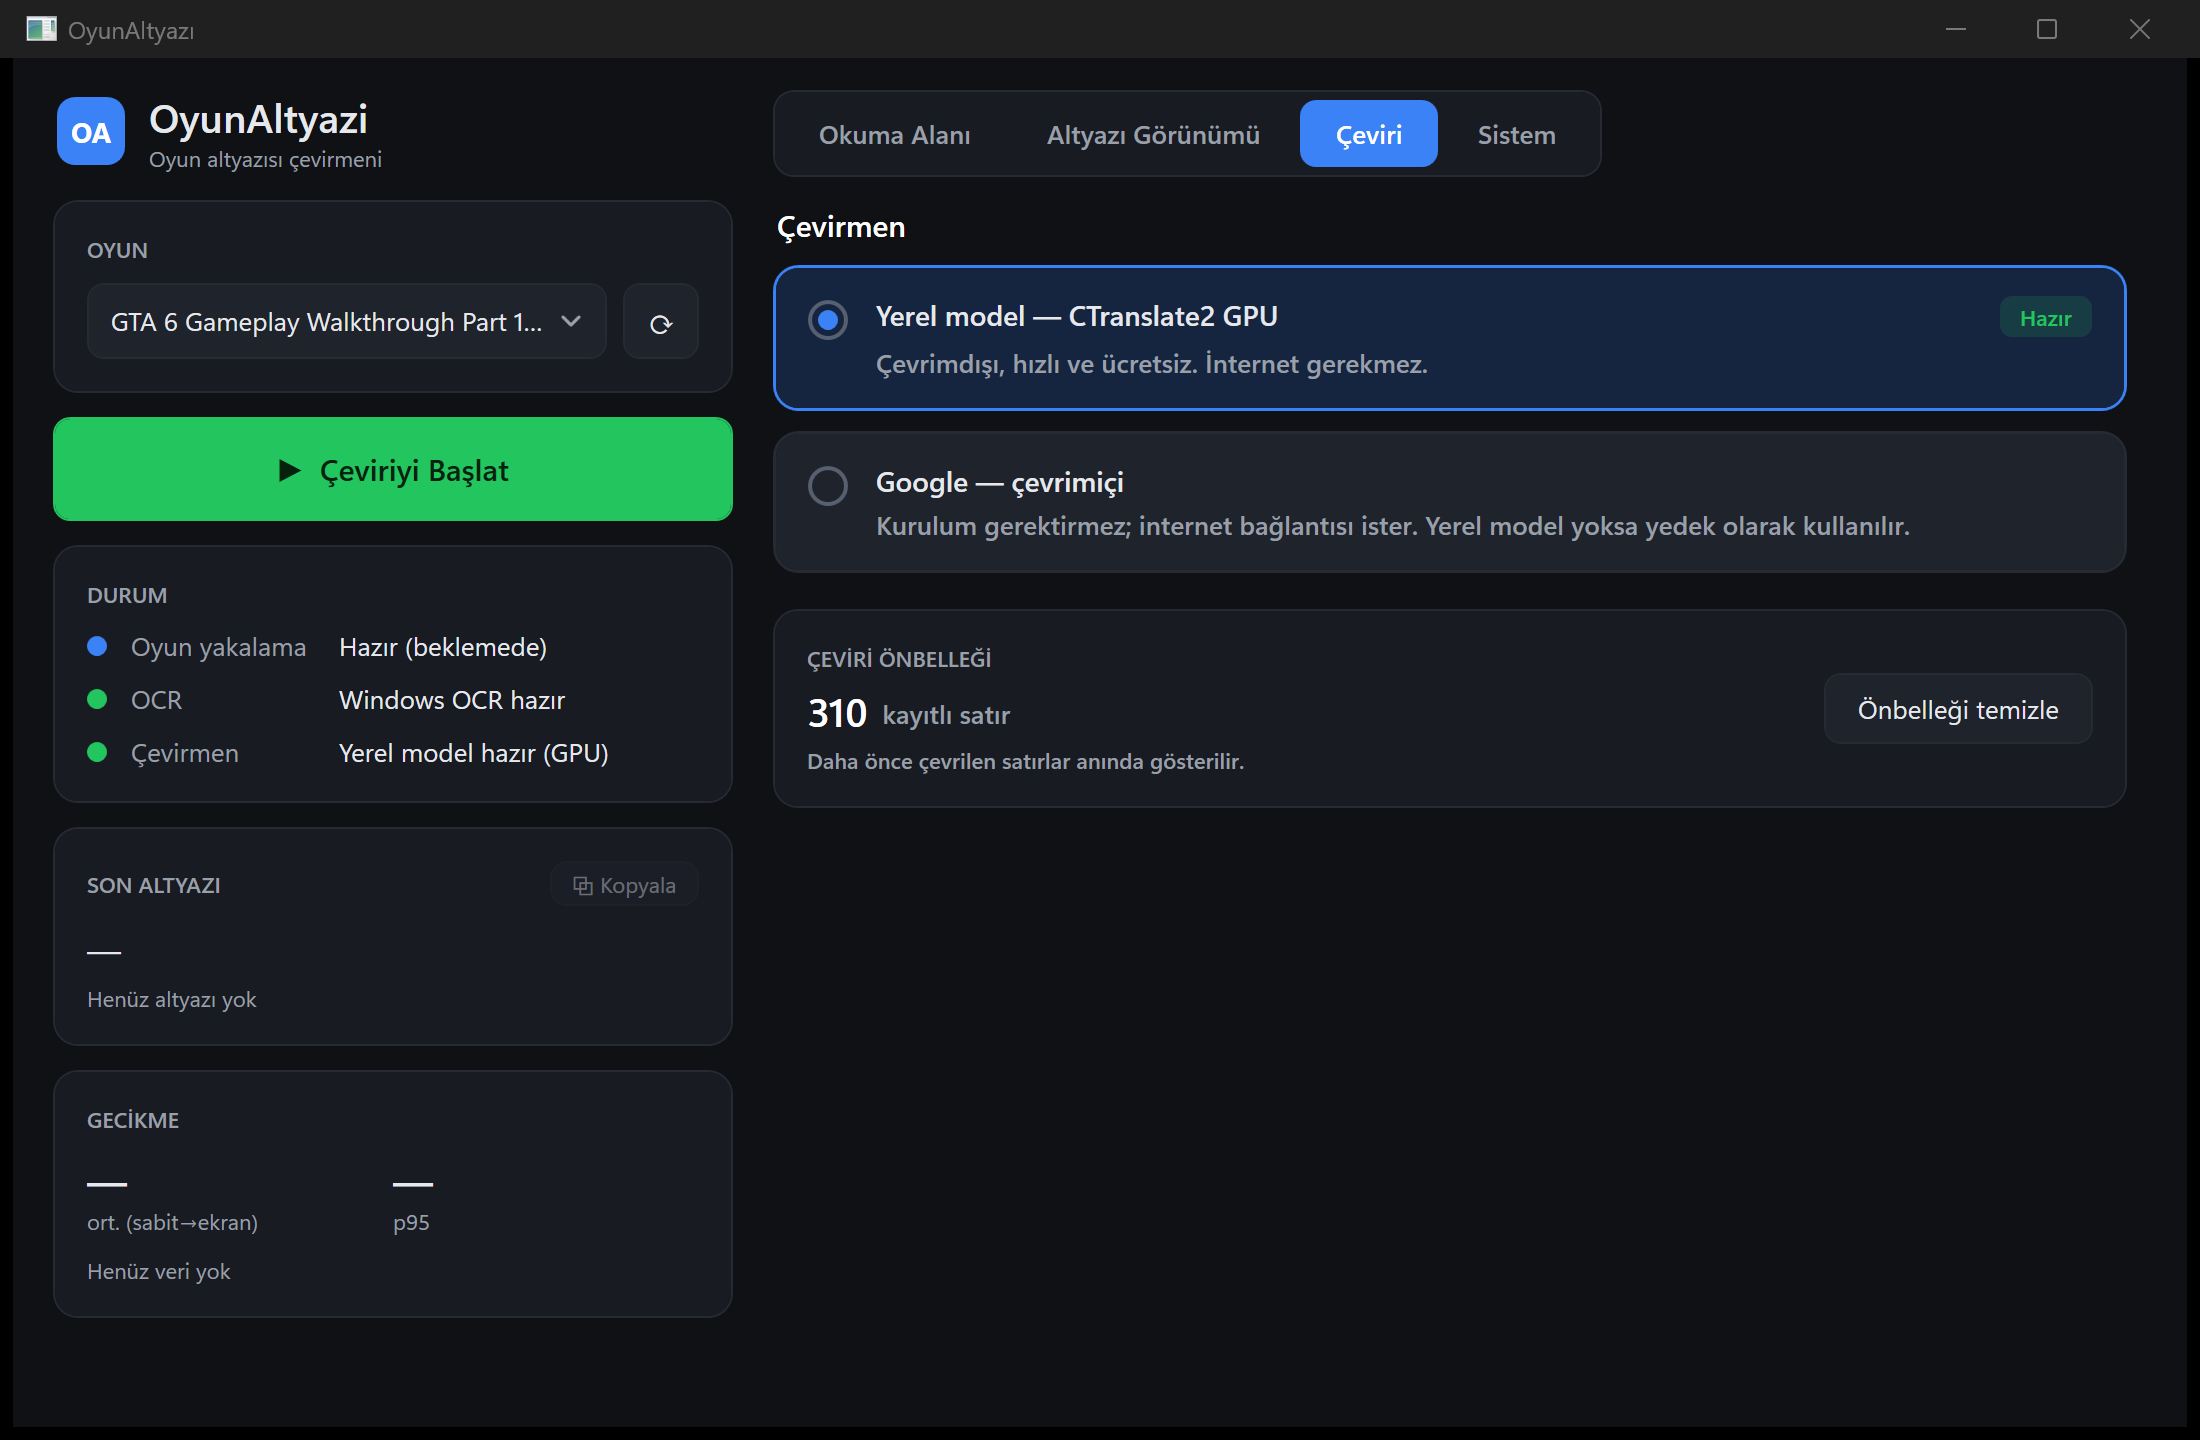 OyunAltyazı
OA
OyunAltyazi
Oyun altyazısı çevirmeni
OYUN
GTA 6 Gameplay Walkthrough Part 1...
▶ Çeviriyi Başlat
DURUM
Oyun yakalama Hazır (beklemede)
OCR Windows OCR hazır
Çevirmen Yerel model hazır (GPU)
SON ALTYAZI
Kopyala
—
Henüz altyazı yok
GECİKME
— —
ort. (sabit→ekran) p95
Henüz veri yok
Okuma Alanı Altyazı Görünümü Çeviri Sistem
Çevirmen
Yerel model — CTranslate2 GPU Hazır
Çevrimdışı, hızlı ve ücretsiz. İnternet gerekmez.
Google — çevrimiçi
Kurulum gerektirmez; internet bağlantısı ister. Yerel model yoksa yedek olarak kullanılır.
ÇEVİRİ ÖNBELLEĞİ
310 kayıtlı satır
Önbelleği temizle
Daha önce çevrilen satırlar anında gösterilir.